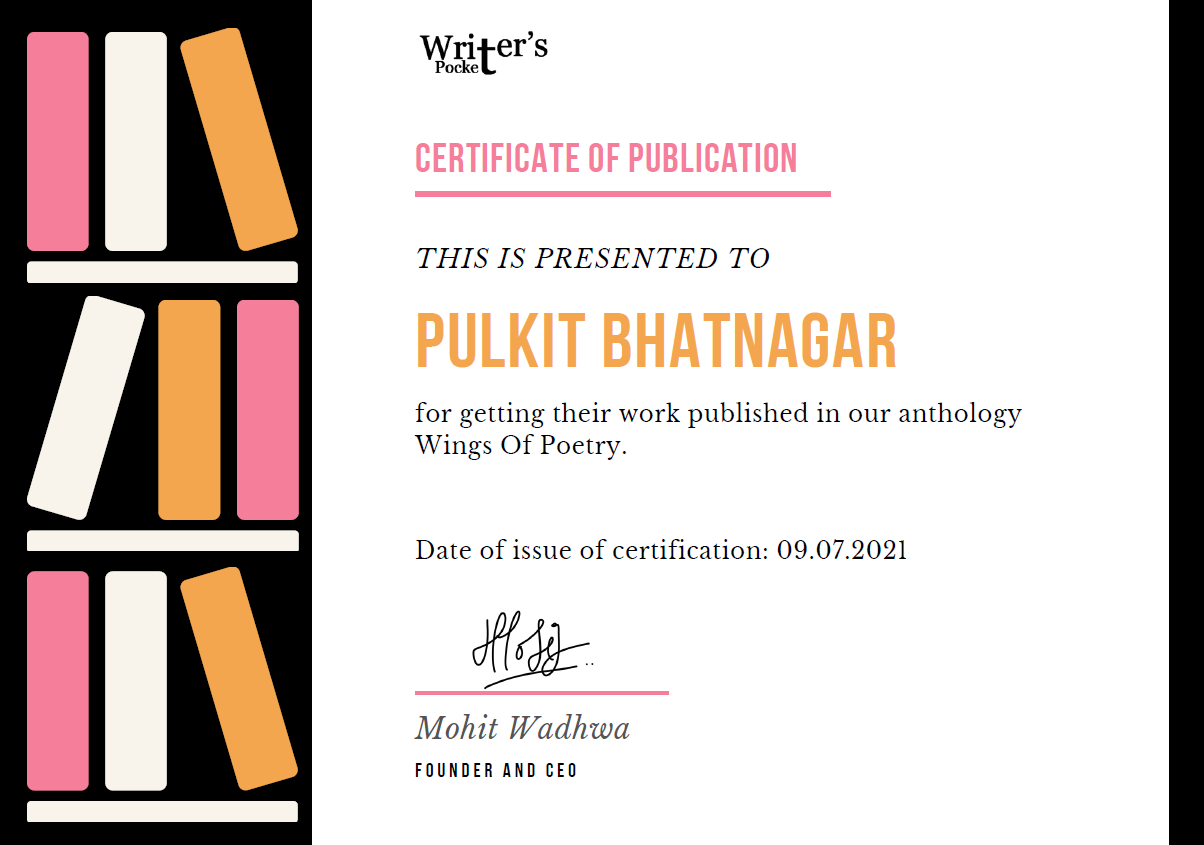 Writer's
Pocket
CERTIFICATE OF PUBLICATION
THIS IS PRESENTED TO
PULKIT BHATNAGAR
for getting their work published in our anthology
Wings Of Poetry.
Date of issue of certification: 09.07.2021
Mohit Wadhwa
FOUNDER AND CEO